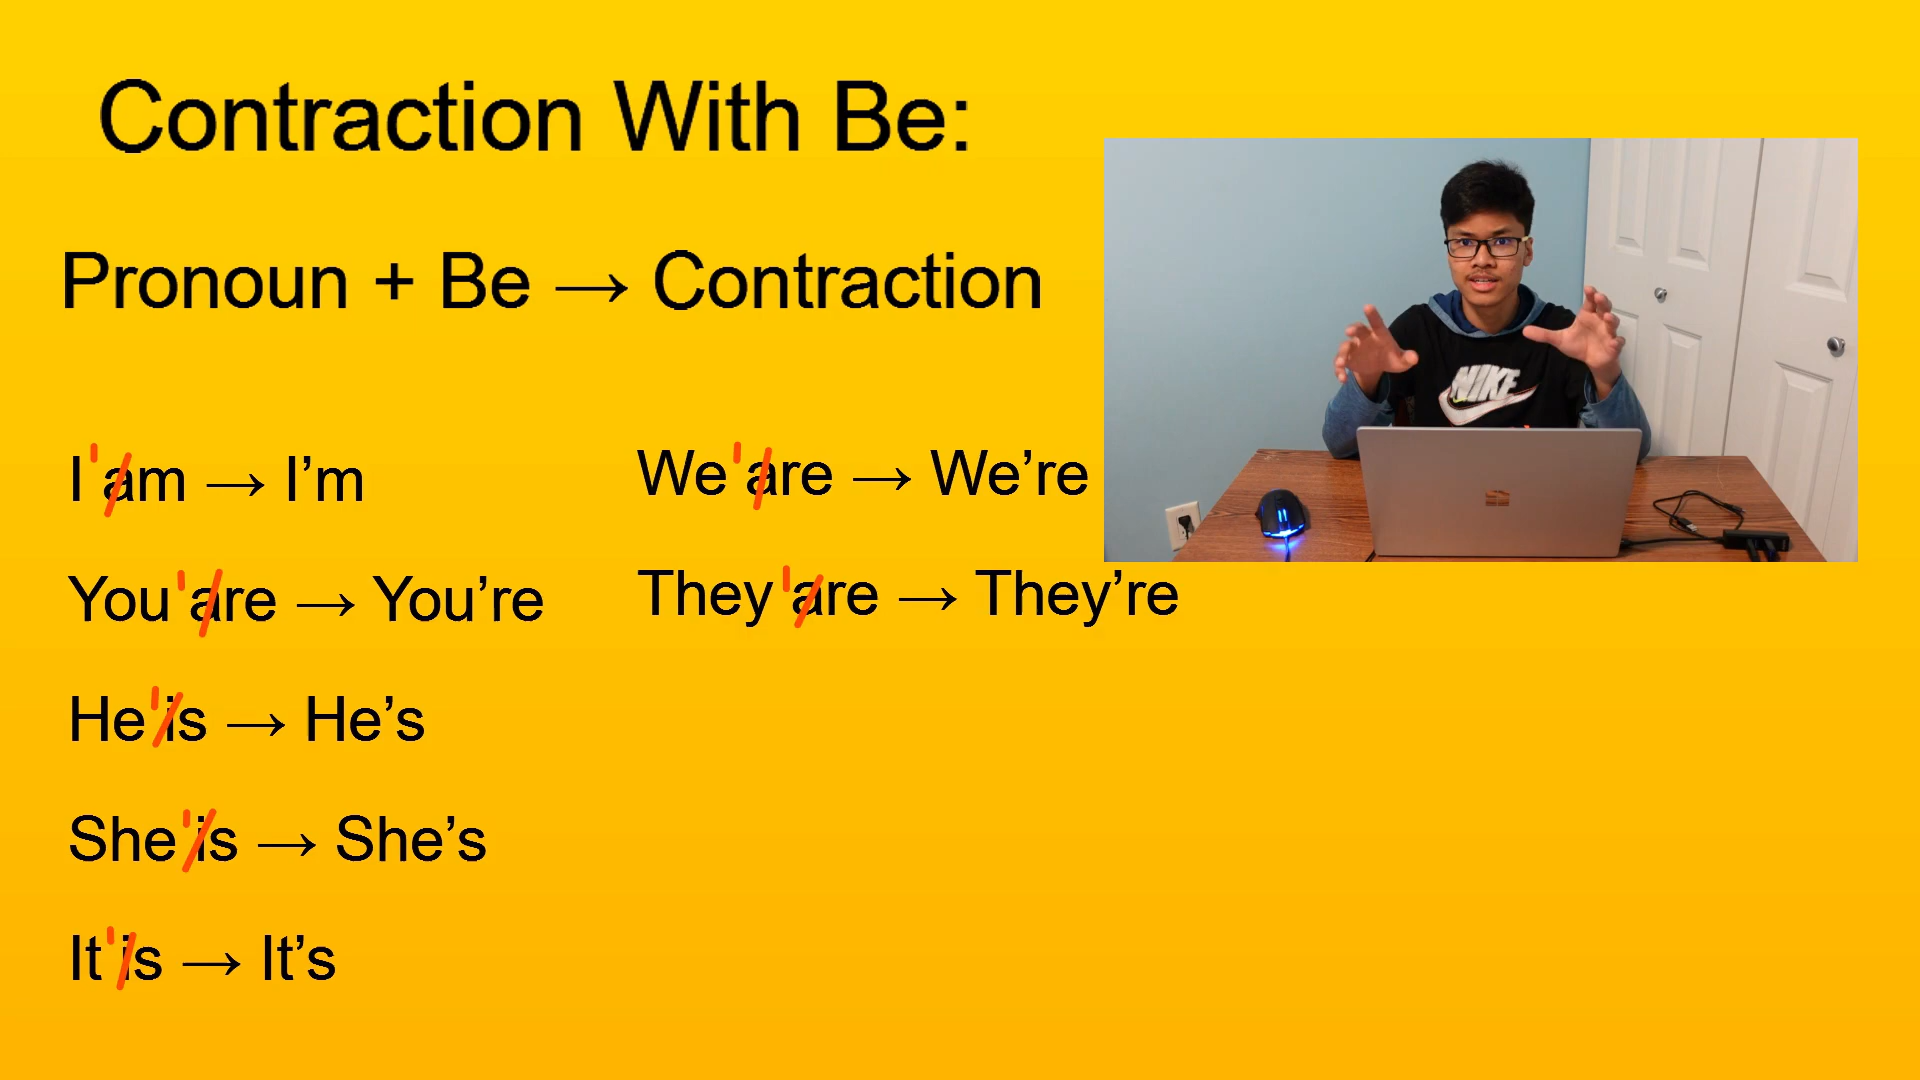 Contraction With Be:
Pronoun + Be → Contraction
I 'am → I’m
You 'are → You’re
He 'is → He’s
She 'is → She’s
It 'is → It’s
We 'are → We’re
They 'are → They’re
NIKE